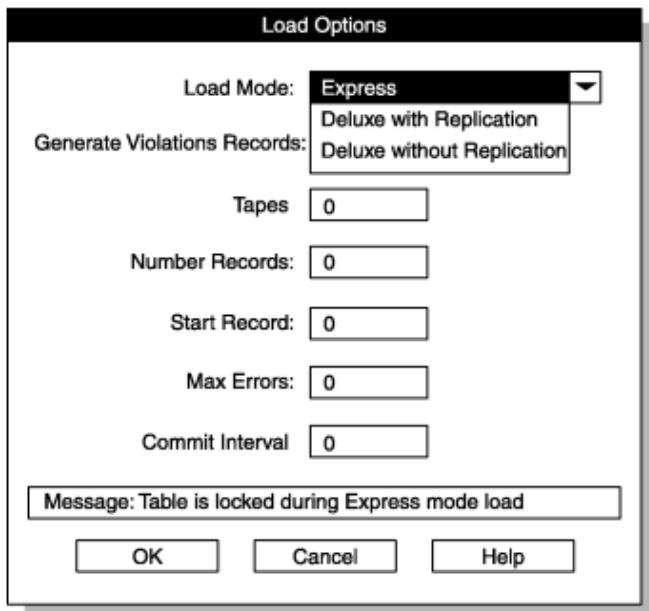 Load Options
Load Mode: Express
Deluxe with Replication
Generate Violations Records: Deluxe without Replication
Tapes 0
Number Records: 0
Start Record: 0
Max Errors: 0
Commit Interval 0
Message: Table is locked during Express mode load
OK Cancel Help